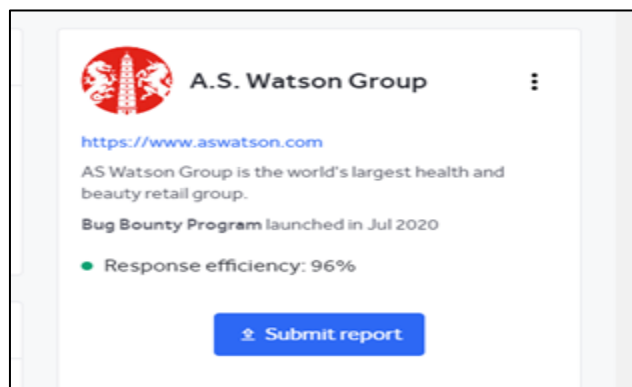 A.S. Watson Group
https://www.aswatson.com
AS Watson Group is the world's largest health and
beauty retail group.
Bug Bounty Program launched in Jul 2020
Response efficiency: 96%
Submit report